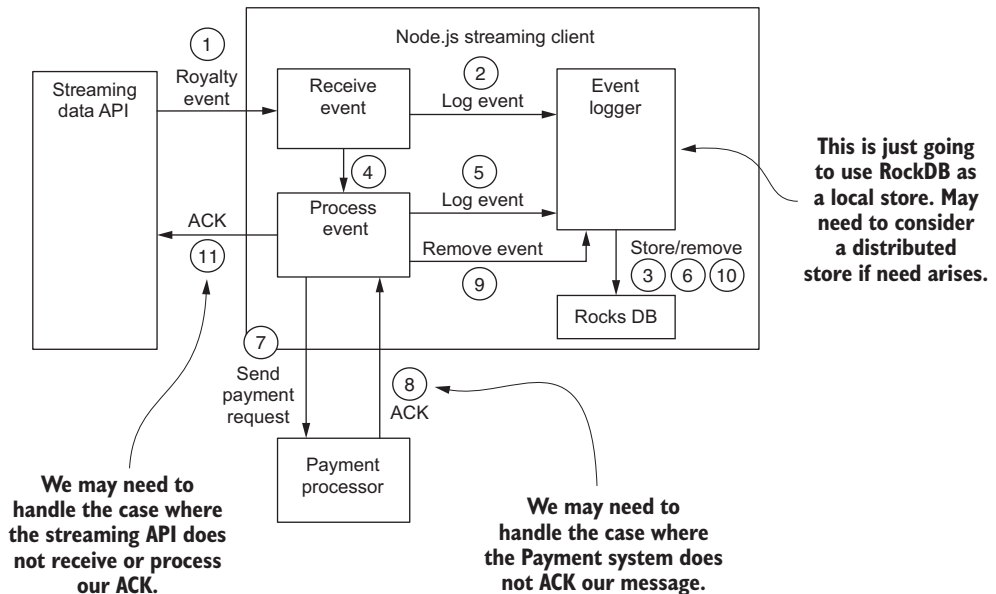 Node.js streaming client
1
Royalty
event
Streaming
data API
Receive
event
2
Log event
Event
logger
This is just going
to use RockDB as
a local store. May
need to consider
a distributed
store if need arises.
4
5
Log event
Process
event
ACK
11
Remove event
9
Store/remove
3 6 10
Rocks DB
7
Send
payment
request
8
ACK
Payment
processor
We may need to
handle the case where
the streaming API does
not receive or process
our ACK.
We may need to
handle the case where
the Payment system does
not ACK our message.